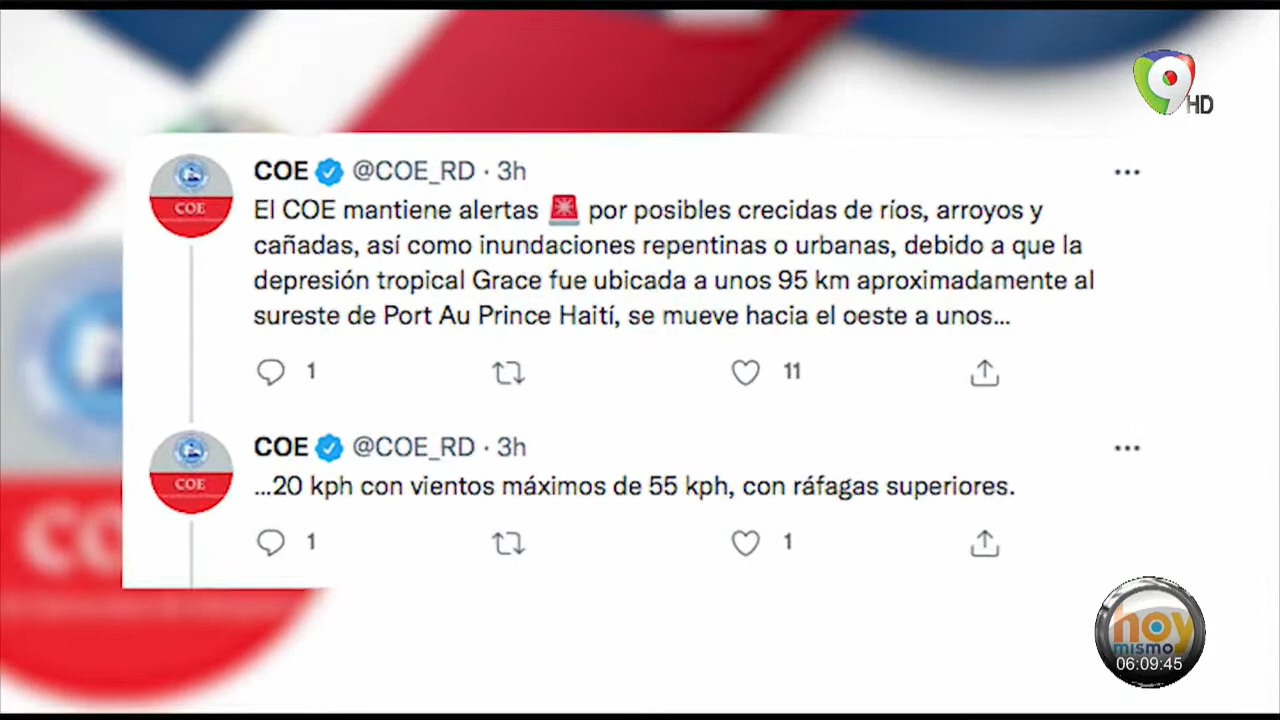 9 HD
COE @COE_RD · 3h
El COE mantiene alertas 🚨 por posibles crecidas de ríos, arroyos y
cañadas, así como inundaciones repentinas o urbanas, debido a que la
depresión tropical Grace fue ubicada a unos 95 km aproximadamente al
sureste de Port Au Prince Haití, se mueve hacia el oeste a unos...
1 11
COE
COE @COE_RD · 3h
...20 kph con vientos máximos de 55 kph, con ráfagas superiores.
1 1
COE
hoy
mismo
06:09:45